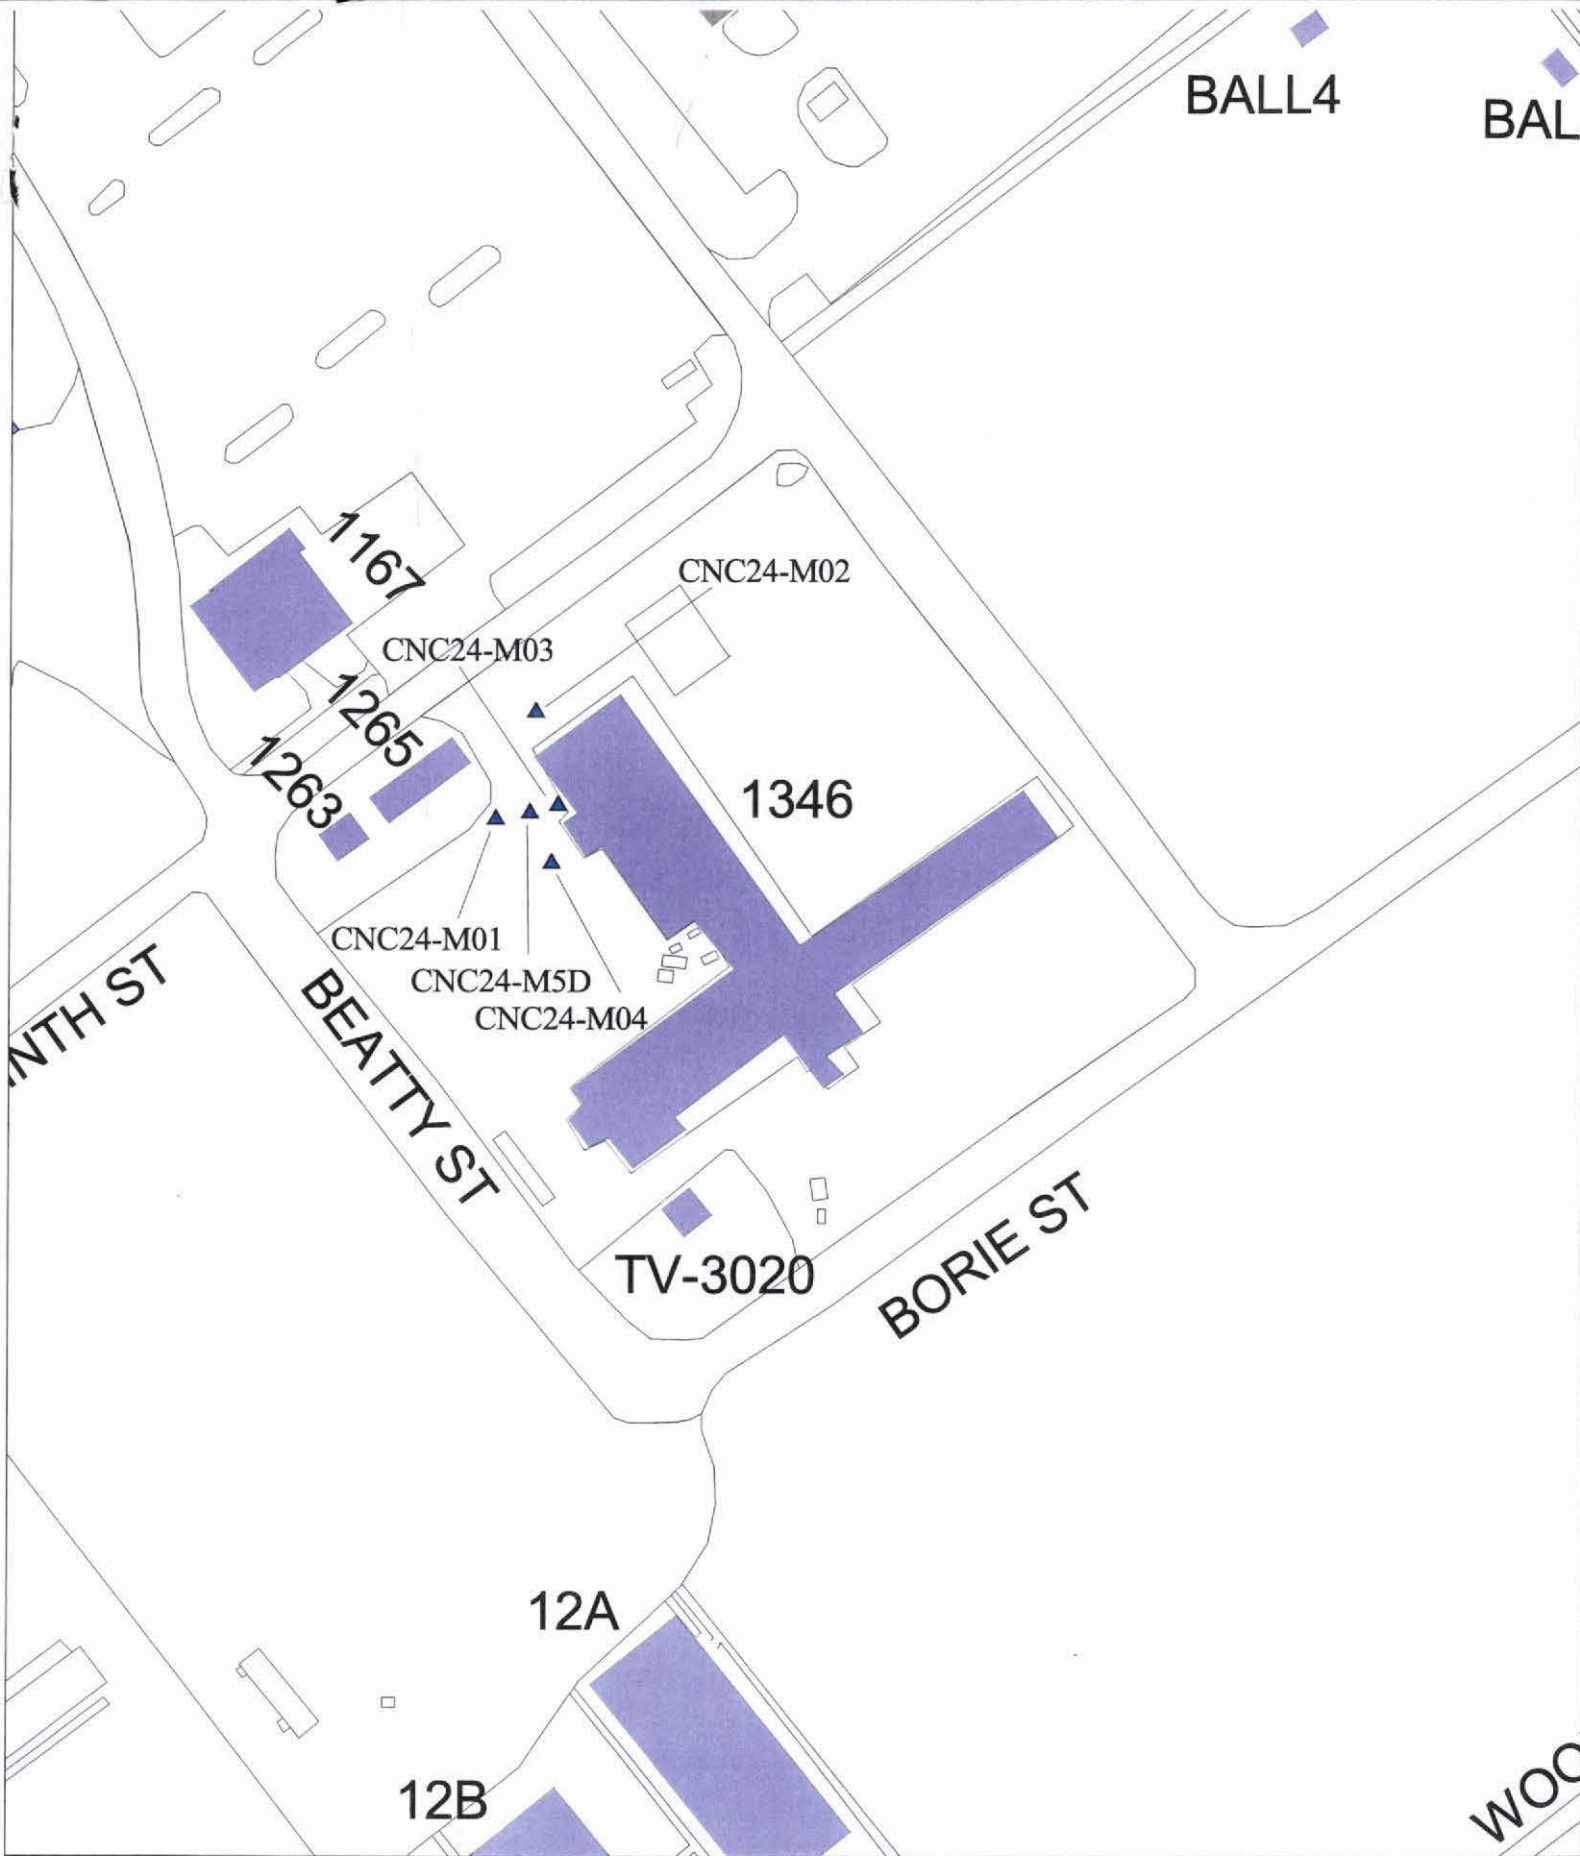 BALL4
BAL
1167
CNC24-M02
CNC24-M03
1265
1263
1346
CNC24-M01
CNC24-M5D
CNC24-M04
NTH ST
BEATTY ST
TV-3020
BORIE ST
12A
12B
WOO